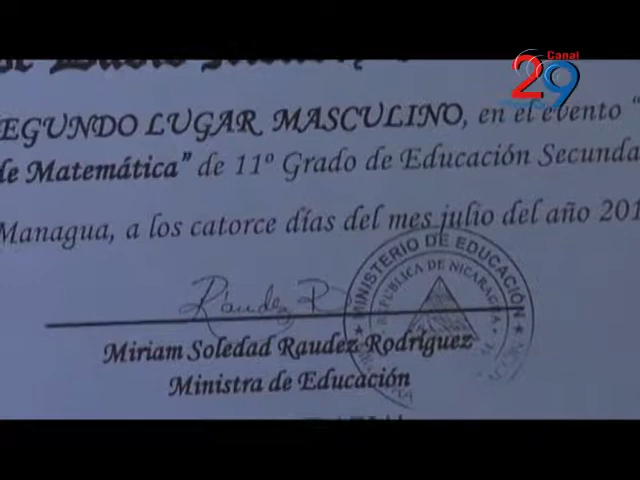 Canal
29
SEGUNDO LUGAR MASCULINO, en el evento "
de Matemática" de 11º Grado de Educación Secunda
Managua, a los catorce días del mes julio del año 201
Raudez R
MINISTERIO DE EDUCACIÓN
REPÚBLICA DE NICARAGUA
Miriam Soledad Raudez Rodríguez
Ministra de Educación